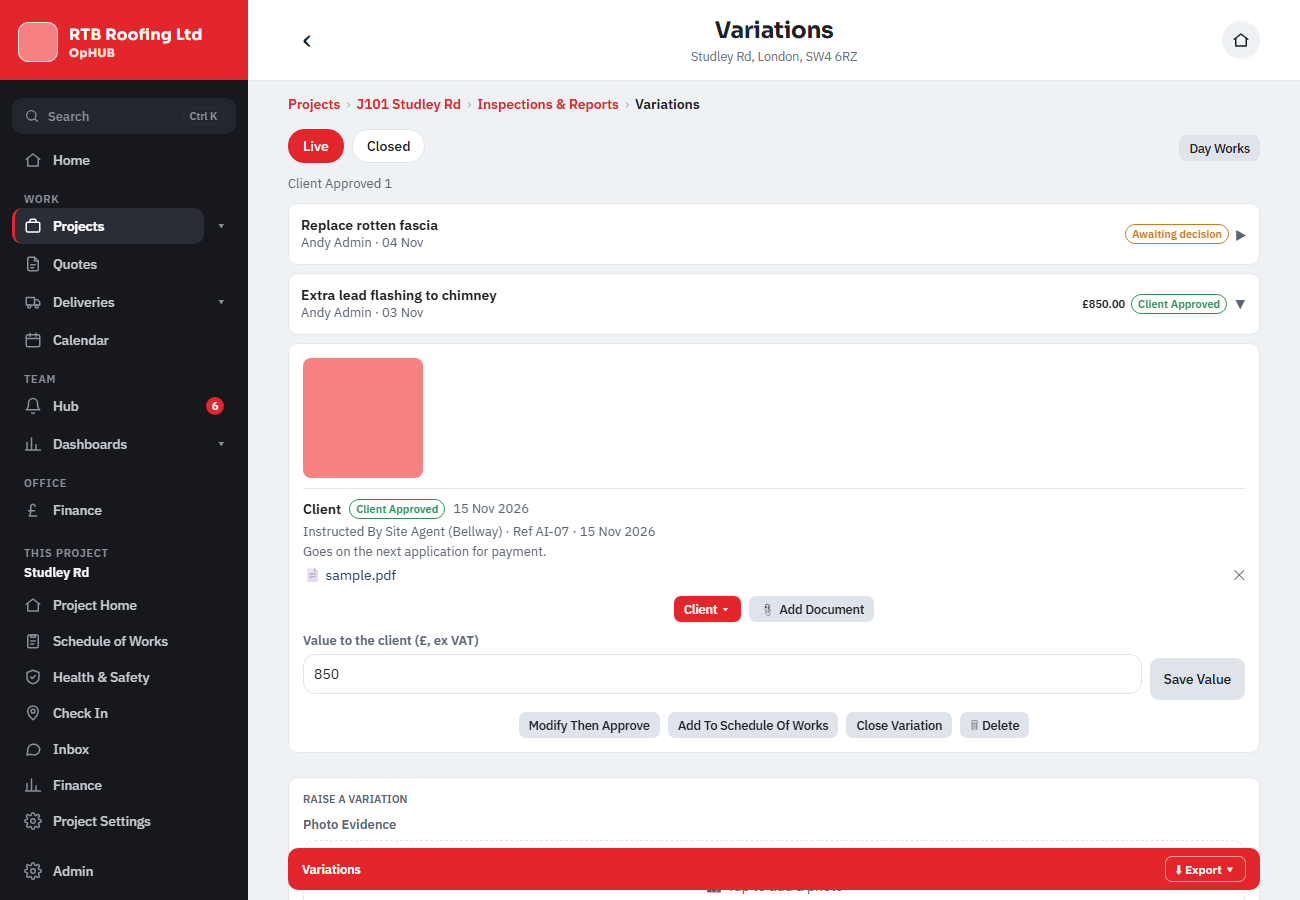 RTB Roofing Ltd
OpHUB
Search
Ctrl K
Home
WORK
Projects
Quotes
Deliveries
Calendar
TEAM
Hub
6
Dashboards
OFFICE
Finance
THIS PROJECT
Studley Rd
Project Home
Schedule of Works
Health & Safety
Check In
Inbox
Finance
Project Settings
Admin
Variations
Studley Rd, London, SW4 6RZ
Projects › J101 Studley Rd › Inspections & Reports › Variations
Live
Closed
Day Works
Client Approved 1
Replace rotten fascia
Andy Admin · 04 Nov
Awaiting decision
Extra lead flashing to chimney
Andy Admin · 03 Nov
£850.00
Client Approved
Client Client Approved 15 Nov 2026
Instructed By Site Agent (Bellway) · Ref AI-07 · 15 Nov 2026
Goes on the next application for payment.
sample.pdf
Client
Add Document
Value to the client (£, ex VAT)
850
Save Value
Modify Then Approve
Add To Schedule Of Works
Close Variation
Delete
RAISE A VARIATION
Photo Evidence
Variations
Export